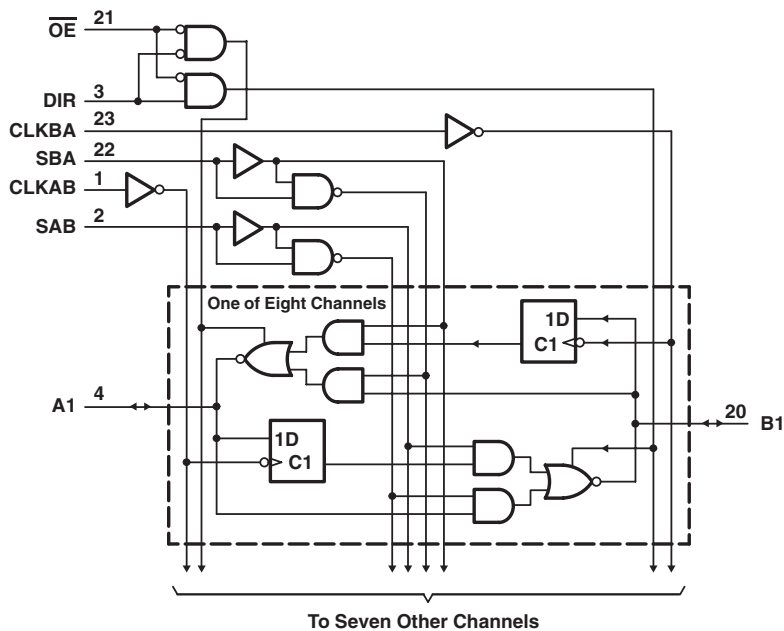 OE 21
DIR 3
CLKBA 23
SBA 22
CLKAB 1
SAB 2
One of Eight Channels
1D
C1
A1 4
20 B1
1D
C1
To Seven Other Channels